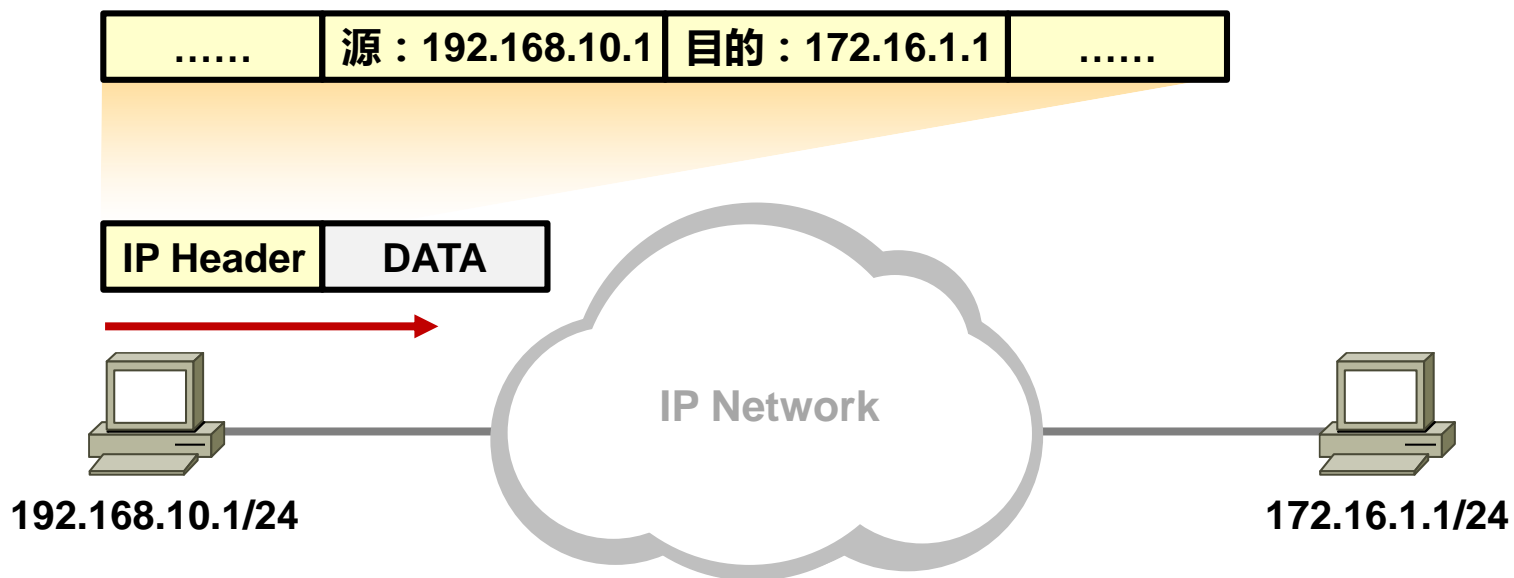 …… 源：192.168.10.1 目的：172.16.1.1 ……
IP Header DATA
IP Network
192.168.10.1/24 172.16.1.1/24